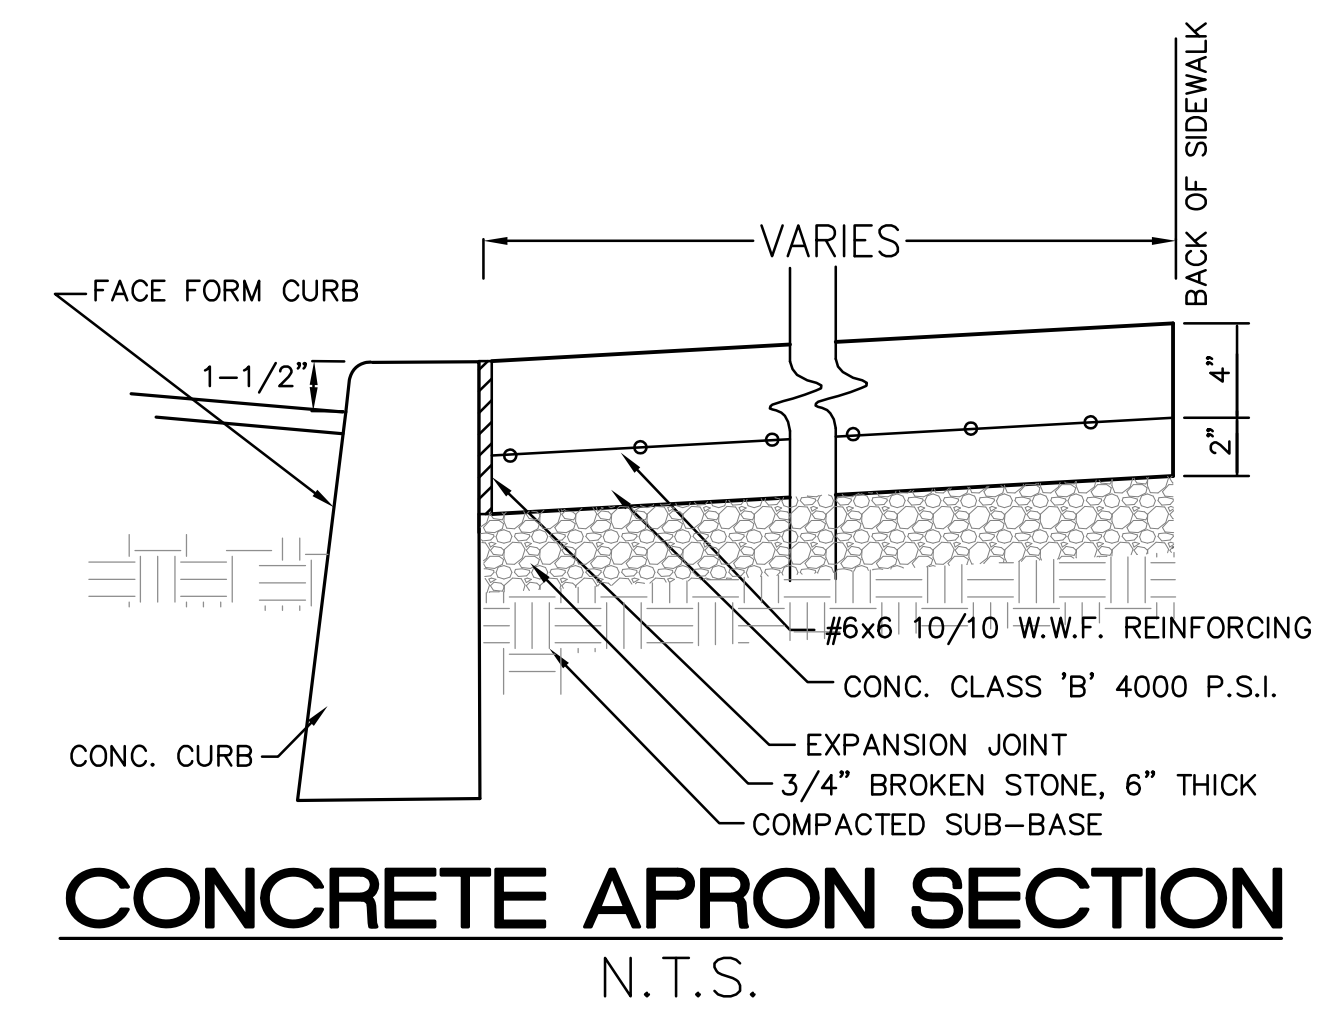 BACK OF SIDEWALK
VARIES
FACE FORM CURB
1-1/2"
4"
2"
#6x6 10/10 W.W.F. REINFORCING
CONC. CLASS 'B' 4000 P.S.I.
EXPANSION JOINT
CONC. CURB
3/4" BROKEN STONE, 6" THICK
COMPACTED SUB-BASE
CONCRETE APRON SECTION
N.T.S.